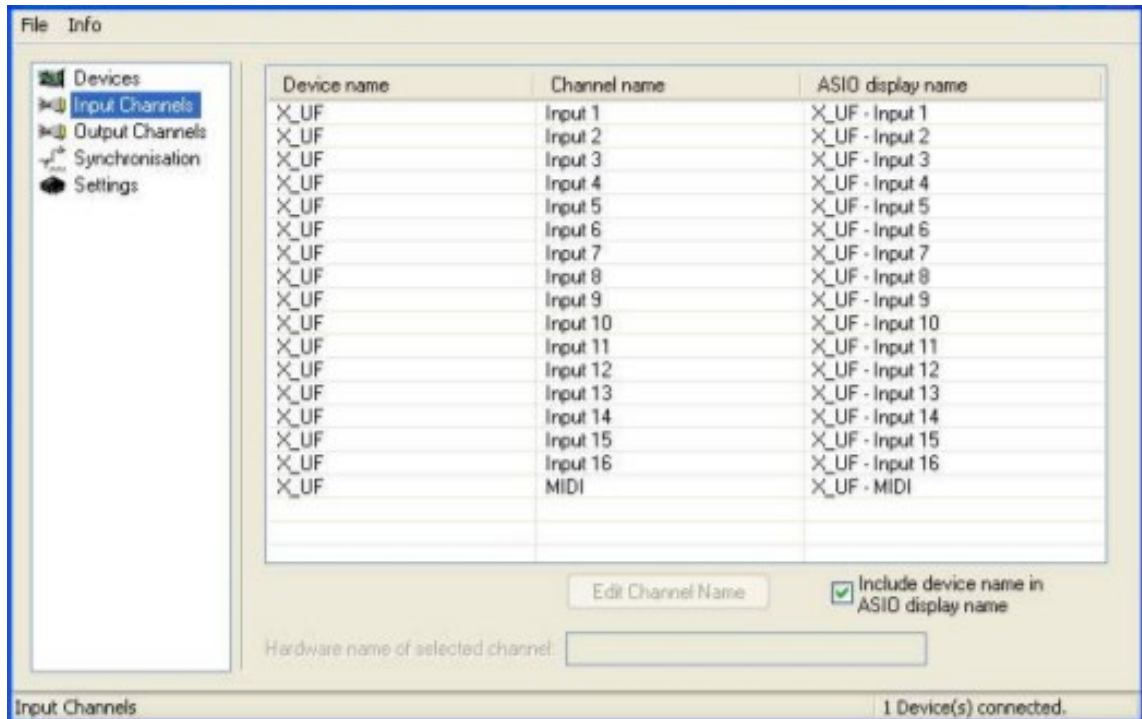 File Info
Devices
Input Channels
Output Channels
Synchronisation
Settings
Device name Channel name ASIO display name
X_UF Input 1 X_UF - Input 1
X_UF Input 2 X_UF - Input 2
X_UF Input 3 X_UF - Input 3
X_UF Input 4 X_UF - Input 4
X_UF Input 5 X_UF - Input 5
X_UF Input 6 X_UF - Input 6
X_UF Input 7 X_UF - Input 7
X_UF Input 8 X_UF - Input 8
X_UF Input 9 X_UF - Input 9
X_UF Input 10 X_UF - Input 10
X_UF Input 11 X_UF - Input 11
X_UF Input 12 X_UF - Input 12
X_UF Input 13 X_UF - Input 13
X_UF Input 14 X_UF - Input 14
X_UF Input 15 X_UF - Input 15
X_UF Input 16 X_UF - Input 16
X_UF MIDI X_UF - MIDI
Edit Channel Name
Include device name in
ASIO display name
Hardware name of selected channel:
Input Channels 1 Device(s) connected.